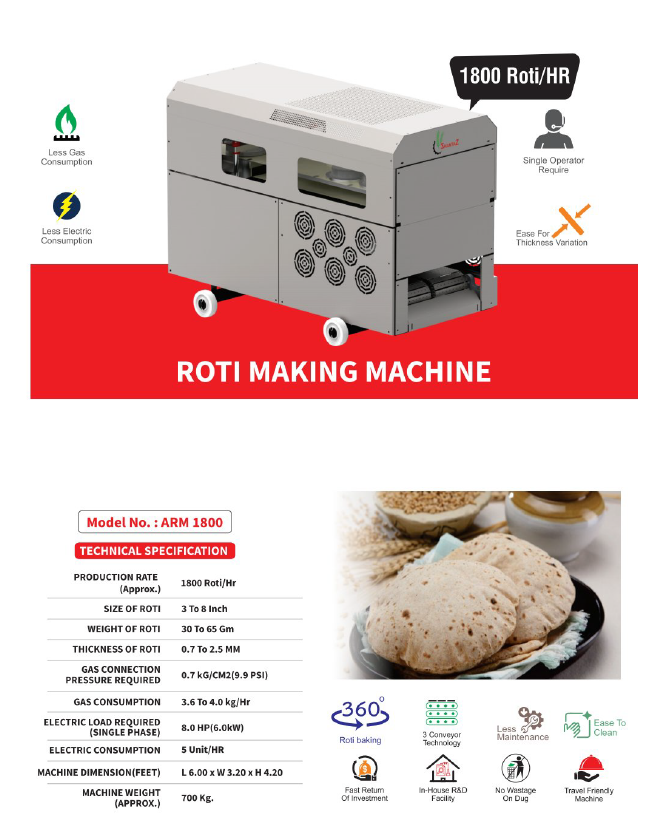 1800 Roti/HR
Less Gas
Consumption
Single Operator
Require
Less Electric
Consumption
Ease For
Thickness Variation
ROTI MAKING MACHINE
Model No. : ARM 1800
TECHNICAL SPECIFICATION
PRODUCTION RATE
(Approx.)
1800 Roti/Hr
SIZE OF ROTI
3 To 8 Inch
WEIGHT OF ROTI
30 To 65 Gm
THICKNESS OF ROTI
0.7 To 2.5 MM
GAS CONNECTION
PRESSURE REQUIRED
0.7 kG/CM2(9.9 PSI)
GAS CONSUMPTION
3.6 To 4.0 kg/Hr
ELECTRIC LOAD REQUIRED
(SINGLE PHASE)
8.0 HP(6.0kW)
ELECTRIC CONSUMPTION
5 Unit/HR
MACHINE DIMENSION(FEET)
L 6.00 x W 3.20 x H 4.20
MACHINE WEIGHT
(APPROX.)
700 Kg.
360°
Roti baking
3 Conveyor
Technology
Less
Maintenance
Ease To
Clean
Fast Return
Of Investment
In-House R&D
Facility
No Wastage
On Dug
Travel Friendly
Machine